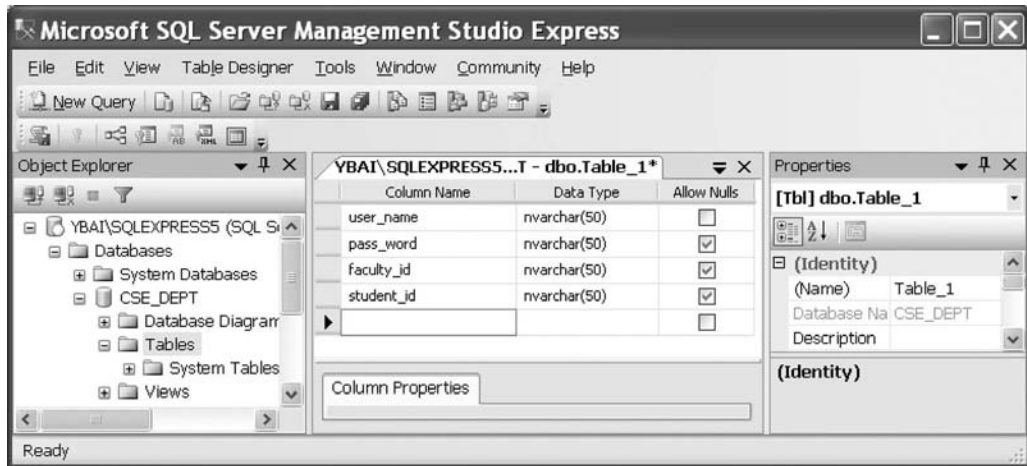 Microsoft SQL Server Management Studio Express
File Edit View Table Designer Tools Window Community Help
New Query
Object Explorer
YBAI\SQLEXPRESS5 (SQL Se
Databases
System Databases
CSE_DEPT
Database Diagram
Tables
System Tables
Views
YBAI\SQLEXPRESS5...T - dbo.Table_1*
Column Name Data Type Allow Nulls
user_name nvarchar(50)
pass_word nvarchar(50)
faculty_id nvarchar(50)
student_id nvarchar(50)
Column Properties
Properties
[Tbl] dbo.Table_1
(Identity)
(Name) Table_1
Database Na CSE_DEPT
Description
(Identity)
Ready